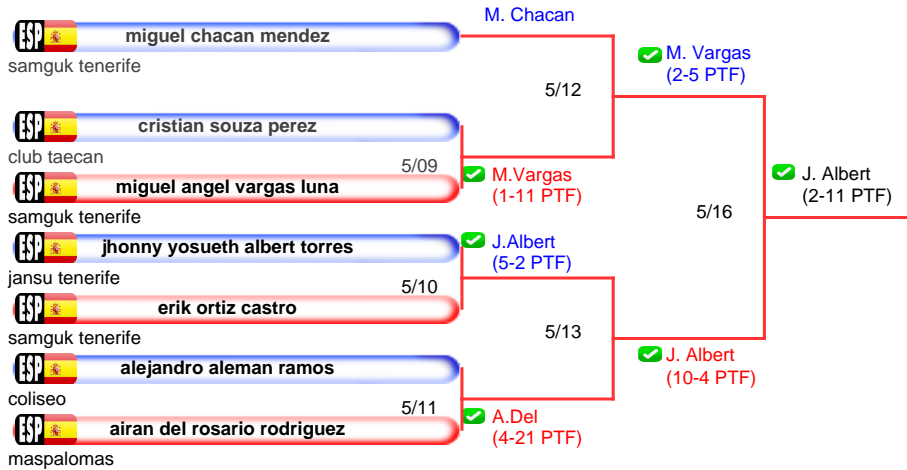 M. Chacan
ESP miguel chacan mendez
samguk tenerife
M. Vargas
(2-5 PTF)
5/12
ESP cristian souza perez
club taecan
5/09
M.Vargas
(1-11 PTF)
ESP miguel angel vargas luna
samguk tenerife
J. Albert
(2-11 PTF)
5/16
ESP jhonny yosueth albert torres
jansu tenerife
J.Albert
(5-2 PTF)
5/10
ESP erik ortiz castro
samguk tenerife
5/13
J. Albert
(10-4 PTF)
ESP alejandro aleman ramos
coliseo
5/11
A.Del
(4-21 PTF)
ESP airan del rosario rodriguez
maspalomas